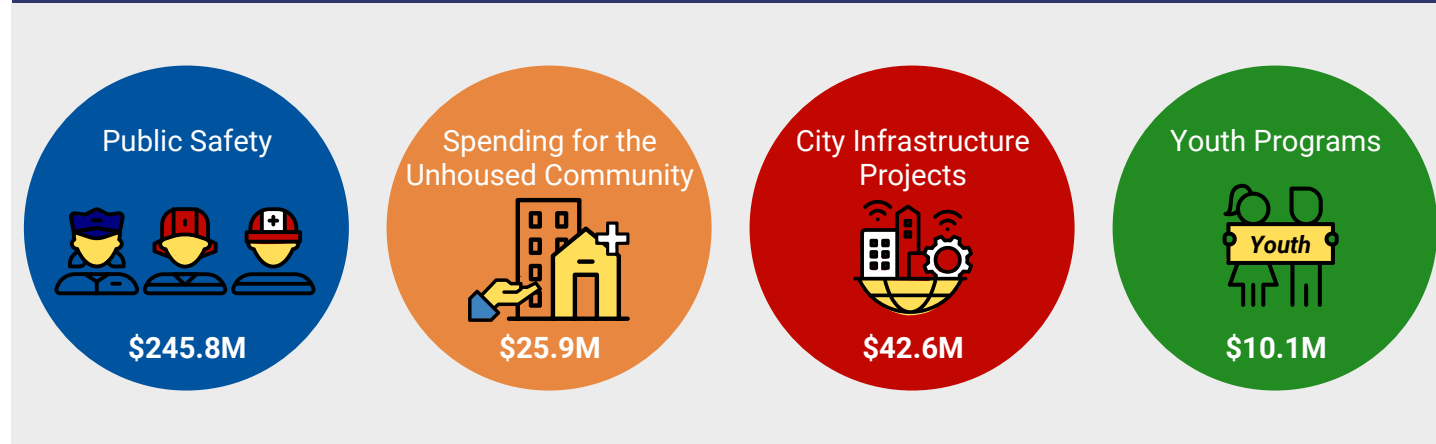 Public Safety
$245.8M
Spending for the
Unhoused Community
$25.9M
City Infrastructure
Projects
$42.6M
Youth Programs
Youth
$10.1M